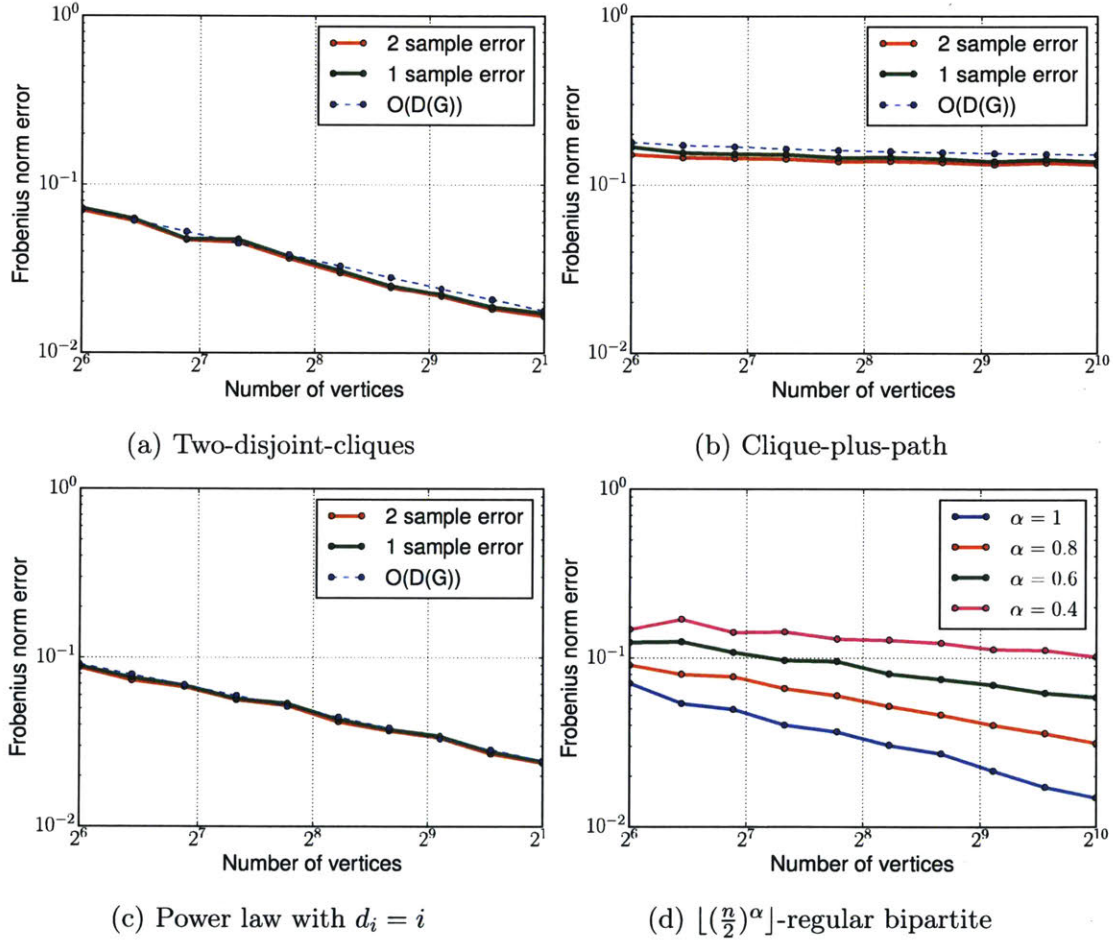 10^0
2 sample error
1 sample error
O(D(G))
10^-1
10^-2
Frobenius norm error
2^6 2^7 2^8 2^9 2^1
Number of vertices
(a) Two-disjoint-cliques
10^0
2 sample error
1 sample error
O(D(G))
10^-1
10^-2
Frobenius norm error
2^6 2^7 2^8 2^9 2^10
Number of vertices
(b) Clique-plus-path
10^0
2 sample error
1 sample error
O(D(G))
10^-1
10^-2
Frobenius norm error
2^6 2^7 2^8 2^9 2^1
Number of vertices
(c) Power law with d_i = i
10^0
α = 1
α = 0.8
α = 0.6
α = 0.4
10^-1
10^-2
Frobenius norm error
2^6 2^7 2^8 2^9 2^10
Number of vertices
(d) ⌊(n/2)^α⌋-regular bipartite